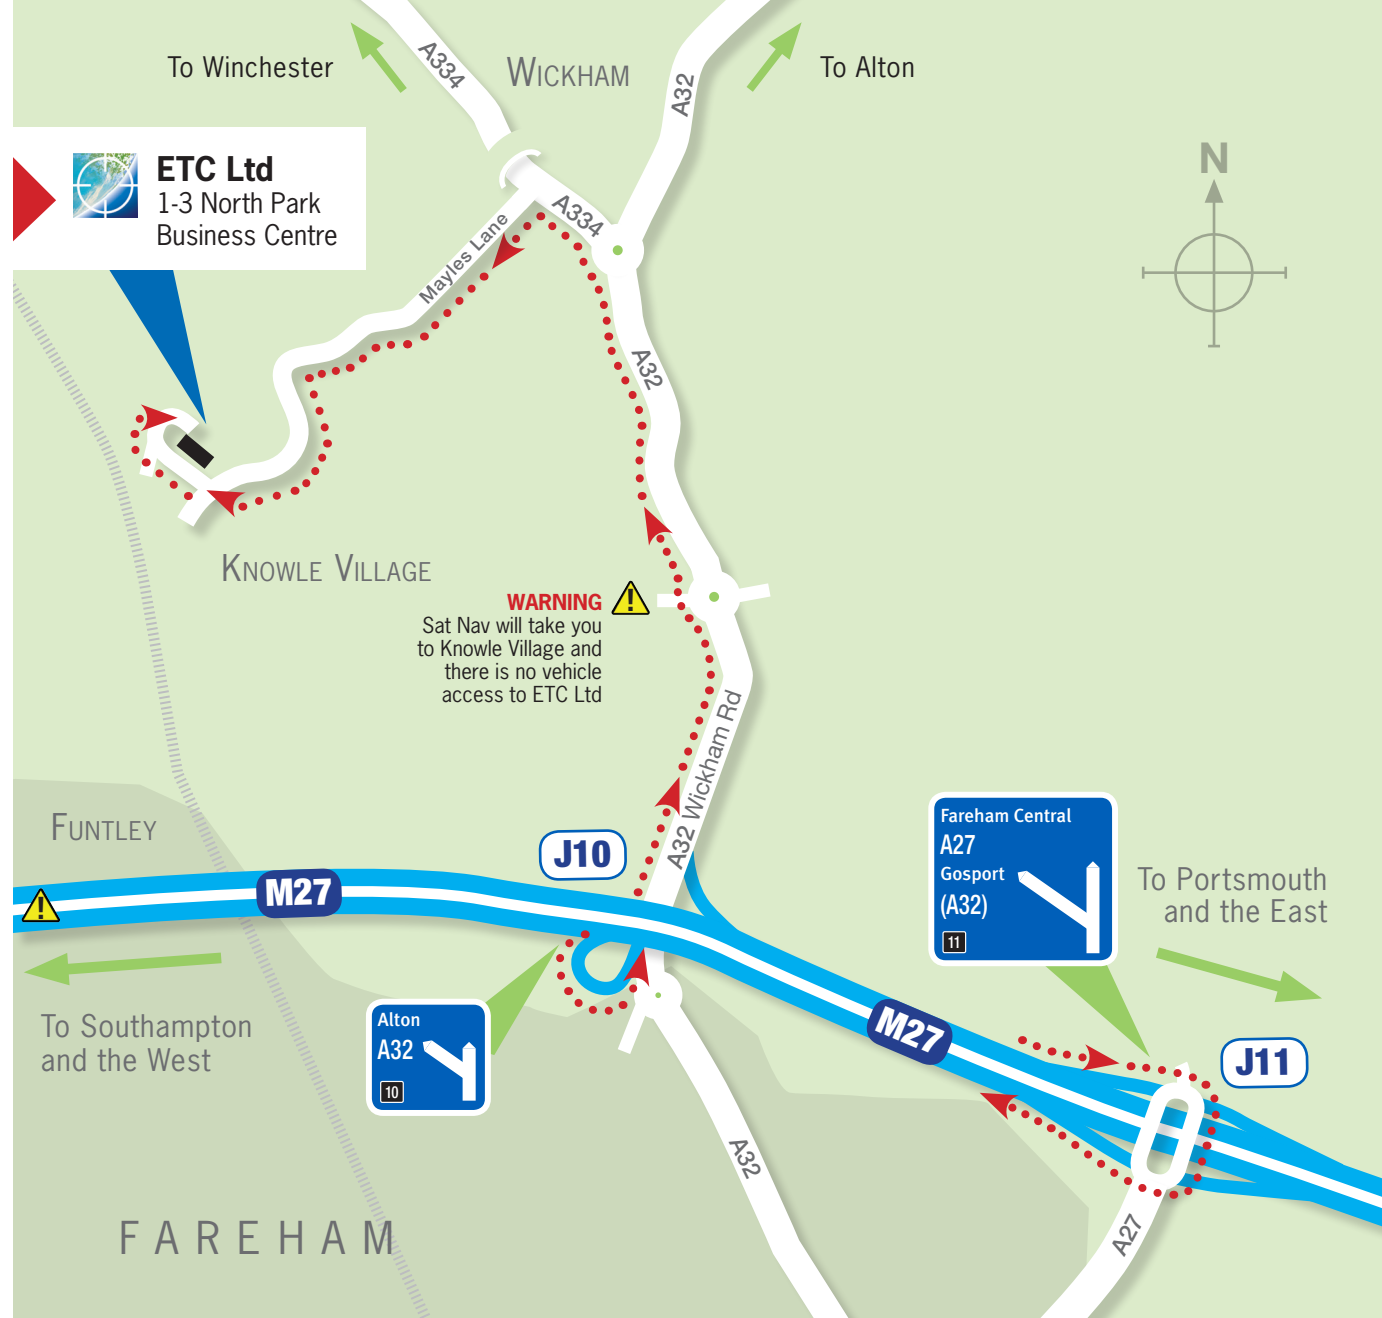 To Winchester
A334
WICKHAM
A32
To Alton
ETC Ltd
1-3 North Park
Business Centre
N
A334
Mayles Lane
A32
KNOWLE VILLAGE
WARNING
Sat Nav will take you
to Knowle Village and
there is no vehicle
access to ETC Ltd
!
A32 Wickham Rd
FUNTLEY
J10
M27
!
Fareham Central
A27
Gosport
(A32)
11
To Portsmouth
and the East
To Southampton
and the West
Alton
A32
10
M27
J11
A32
A27
FAREHAM